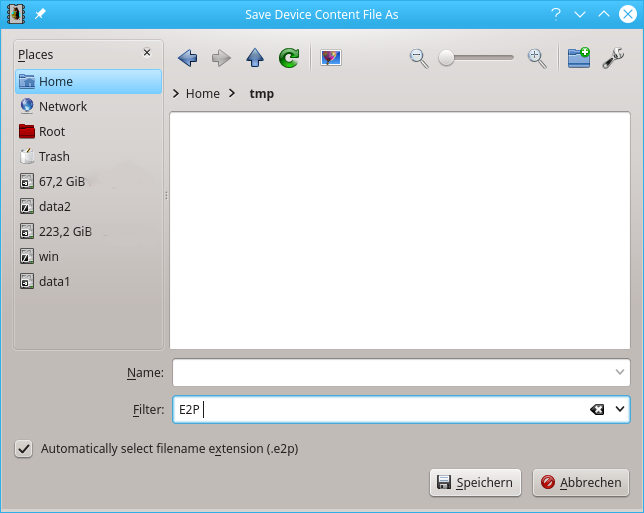 Save Device Content File As
Places
Home
Network
Root
Trash
67,2 GiB
data2
223,2 GiB
win
data1
Home tmp
Name:
Filter: E2P
Automatically select filename extension (.e2p)
Speichern Abbrechen